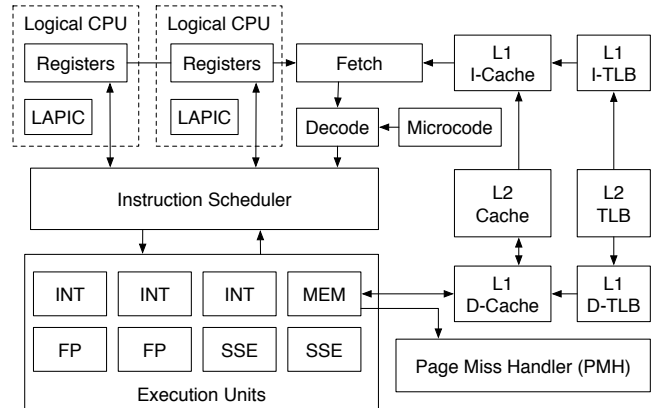 Logical CPU
Logical CPU
Registers
Registers
Fetch
L1
I-Cache
L1
I-TLB
LAPIC
LAPIC
Decode
Microcode
Instruction Scheduler
L2
Cache
L2
TLB
INT
INT
INT
MEM
L1
D-Cache
L1
D-TLB
FP
FP
SSE
SSE
Page Miss Handler (PMH)
Execution Units